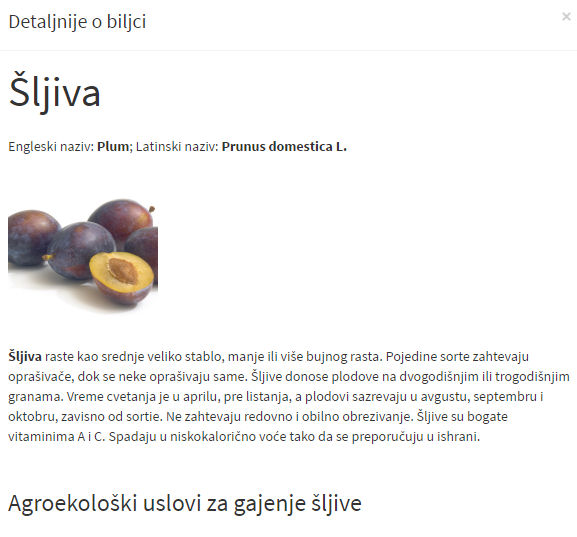 Detaljnije o biljci
×
Šljiva
Engleski naziv: Plum; Latinski naziv: Prunus domestica L.
Šljiva raste kao srednje veliko stablo, manje ili više bujnog rasta. Pojedine sorte zahtevaju
oprašivače, dok se neke oprašivaju same. Šljive donose plodove na dvogodišnjim ili trogodišnjim
granama. Vreme cvetanja je u aprilu, pre listanja, a plodovi sazrevaju u avgustu, septembru i
oktobru, zavisno od sortie. Ne zahtevaju redovno i obilno obrezivanje. Šljive su bogate
vitaminima A i C. Spadaju u niskokalorično voće tako da se preporučuju u ishrani.
Agroekološki uslovi za gajenje šljive